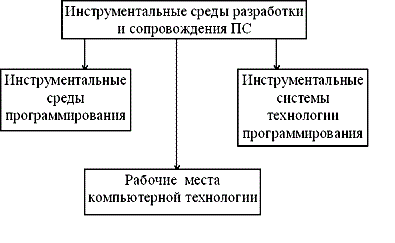 Инструментальные среды разработки
и сопровождения ПС
Инструментальные
среды
программирования
Инструментальные
системы
технологии
программирования
Рабочие места
компьютерной технологии